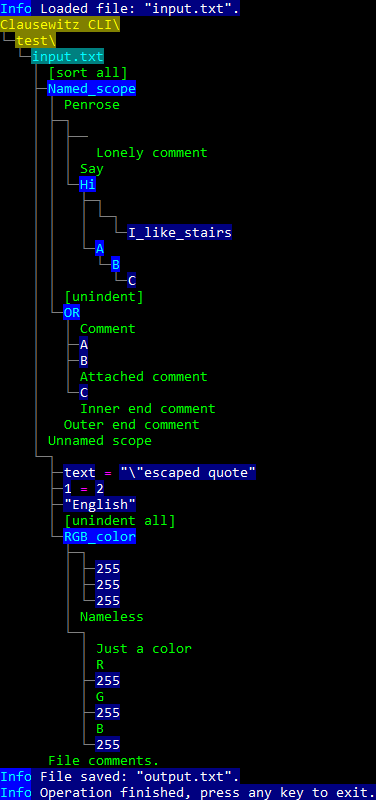 Info Loaded file: "input.txt".
Clausewitz CLI\
test\
input.txt
[sort all]
Named_scope
Penrose
Lonely comment
Say
Hi
I_like_stairs
A
B
C
[unindent]
OR
Comment
A
B
Attached comment
C
Inner end comment
Outer end comment
Unnamed scope
text = "\"escaped quote"
1 = 2
"English"
[unindent all]
RGB_color
255
255
255
Nameless
Just a color
R
255
G
255
B
255
File comments.
Info File saved: "output.txt".
Info Operation finished, press any key to exit.